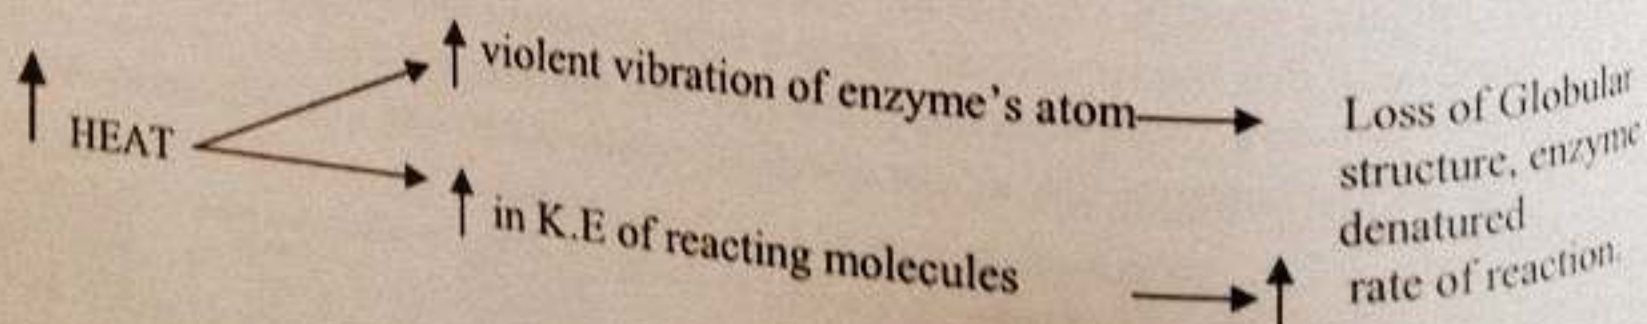 HEAT
violent vibration of enzyme's atom
in K.E of reacting molecules
Loss of Globular
structure, enzyme
denatured
rate of reaction.